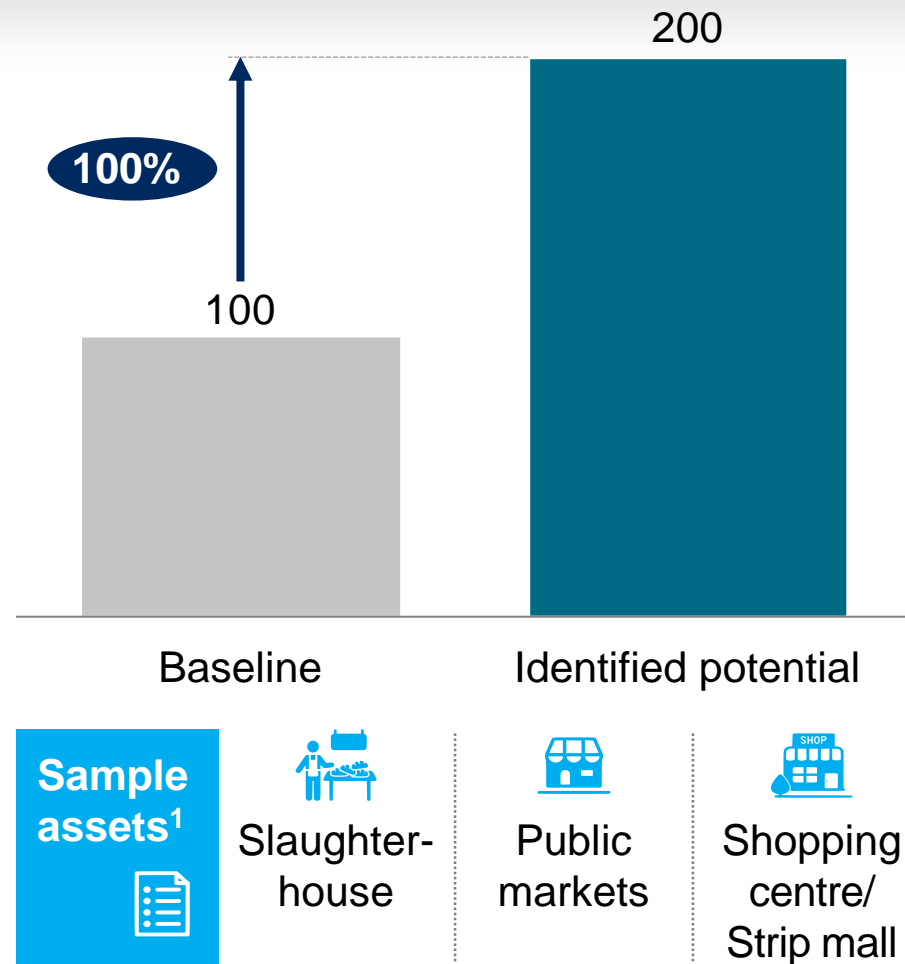 200
100%
100
Baseline
Identified potential
Sample
assets¹
Slaughter-
house
Public
markets
SHOP
Shopping
centre/
Strip mall